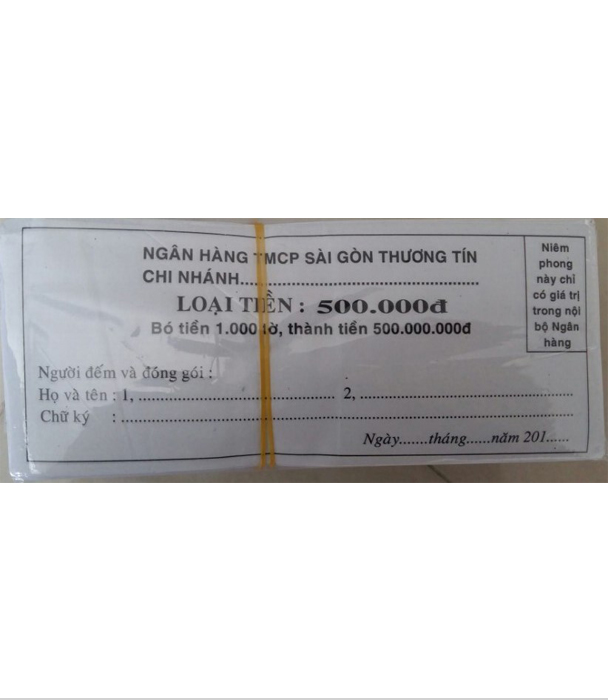 NGÂN HÀNG TMCP SÀI GÒN THƯƠNG TÍN
CHI NHÁNH........................................
LOẠI TIỀN : 500.000đ
Bó tiền 1.000 tờ, thành tiền 500.000.000đ
Niêm
phong
này chỉ
có giá trị
trong nội
bộ Ngân
hàng
Người đếm và đóng gói :
Họ và tên : 1, ........................................ 2, ........................................
Chữ ký : ................................................................................
Ngày.......tháng......năm 201......